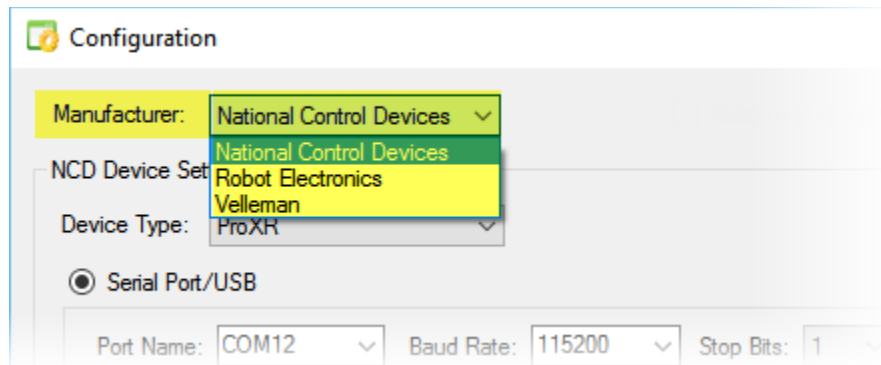 Configuration
Manufacturer: National Control Devices
National Control Devices
NCD Device Set
Robot Electronics
Velleman
Device Type: ProXR
Serial Port/USB
Port Name: COM12 Baud Rate: 115200 Stop Bits: 1